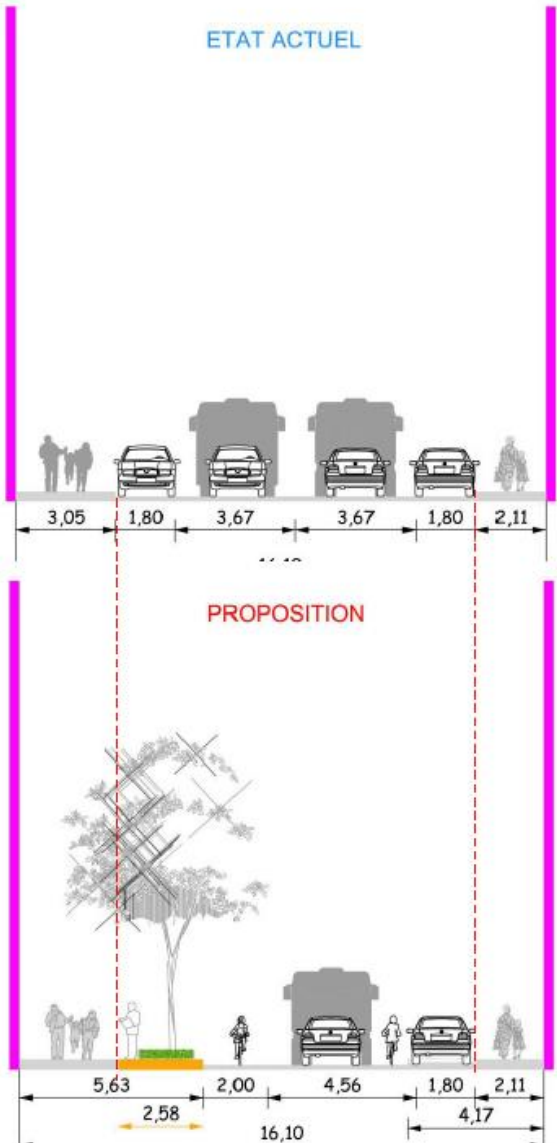 ETAT ACTUEL
3,05 1,80 3,67 3,67 1,80 2,11
PROPOSITION
5,63 2,00 4,56 1,80 2,11
2,58 4,17
16,10